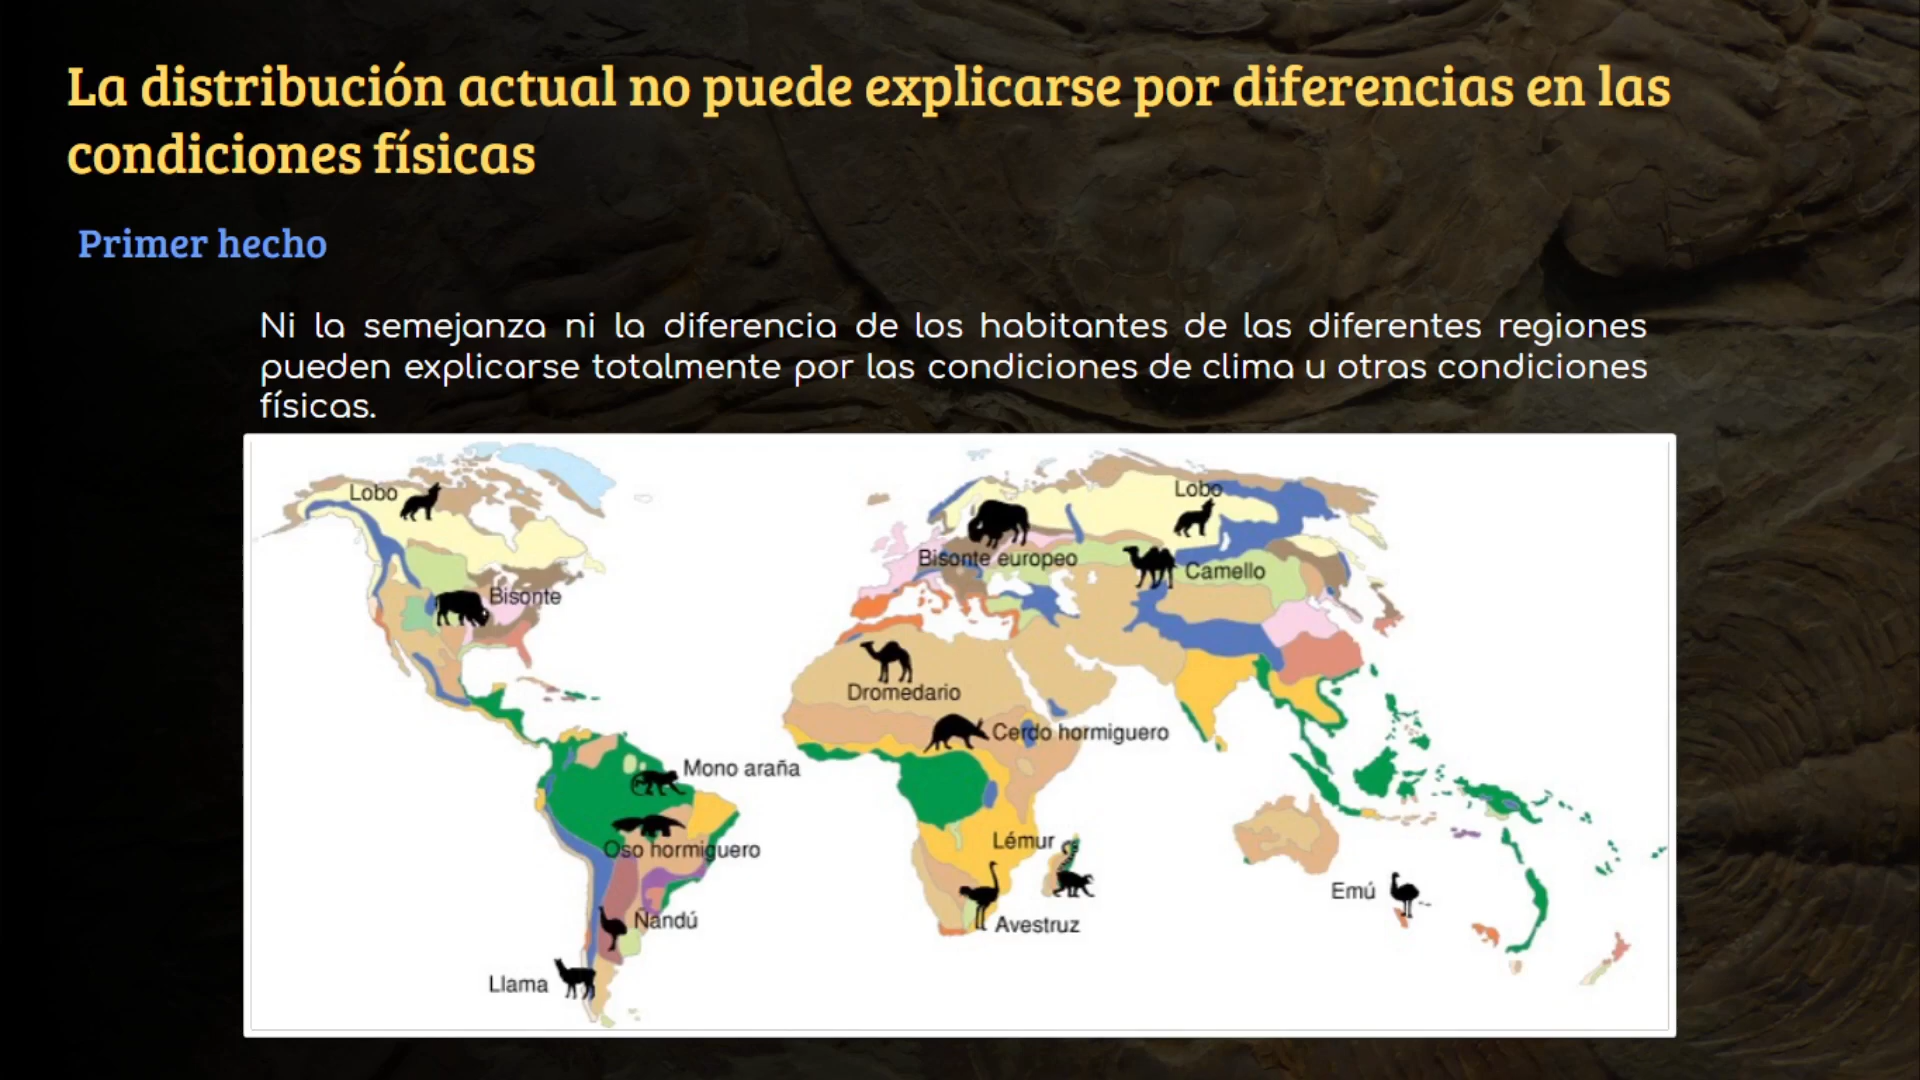 La distribución actual no puede explicarse por diferencias en las
condiciones físicas
Primer hecho
Ni la semejanza ni la diferencia de los habitantes de las diferentes regiones
pueden explicarse totalmente por las condiciones de clima u otras condiciones
físicas.
Lobo
Lobo
Bisonte europeo
Camello
Bisonte
Dromedario
Cerdo hormiguero
Mono araña
Lémur
Oso hormiguero
Emú
Ñandú
Avestruz
Llama